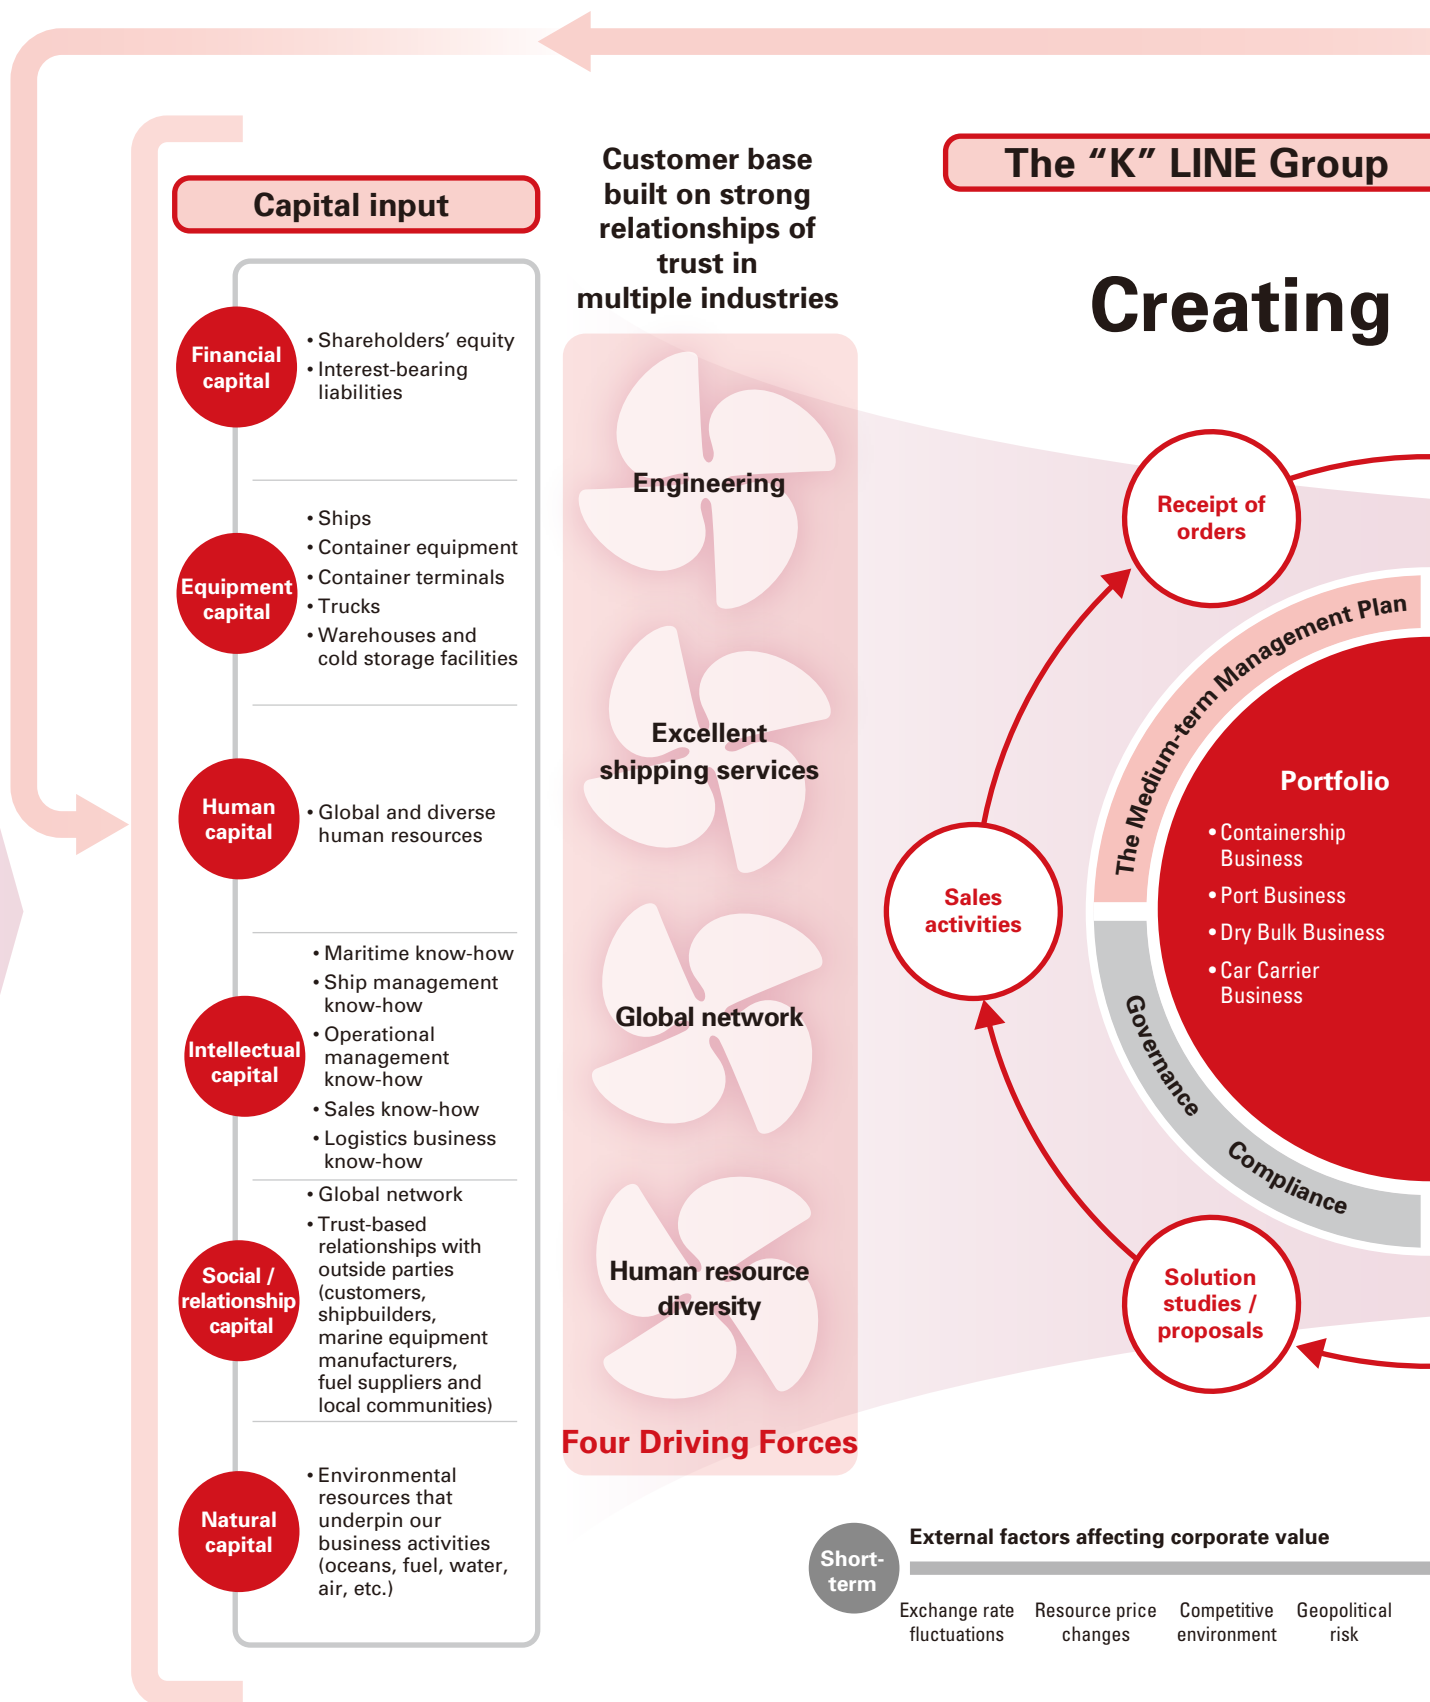 Capital input
Financial
capital
• Shareholders’ equity
• Interest-bearing
liabilities
Equipment
capital
• Ships
• Container equipment
• Container terminals
• Trucks
• Warehouses and
cold storage facilities
Human
capital
• Global and diverse
human resources
Intellectual
capital
• Maritime know-how
• Ship management
know-how
• Operational
management
know-how
• Sales know-how
• Logistics business
know-how
Social /
relationship
capital
• Global network
• Trust-based
relationships with
outside parties
(customers,
shipbuilders,
marine equipment
manufacturers,
fuel suppliers and
local communities)
Natural
capital
• Environmental
resources that
underpin our
business activities
(oceans, fuel, water,
air, etc.)
Customer base
built on strong
relationships of
trust in
multiple industries
Engineering
Excellent
shipping services
Global network
Human resource
diversity
Four Driving Forces
The “K” LINE Group
Creating
Receipt of
orders
Sales
activities
Solution
studies /
proposals
The Medium-term Management Plan
Governance
Compliance
Portfolio
• Containership
Business
• Port Business
• Dry Bulk Business
• Car Carrier
Business
Short-
term
External factors affecting corporate value
Exchange rate
fluctuations
Resource price
changes
Competitive
environment
Geopolitical
risk